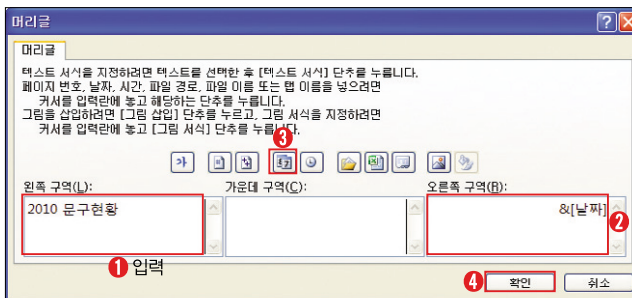 머리글
머리글
텍스트 서식을 지정하려면 텍스트를 선택한 후 [텍스트 서식] 단추를 누릅니다.
페이지 번호, 날짜, 시간, 파일 경로, 파일 이름 또는 탭 이름을 넣으려면
커서를 입력란에 놓고 해당하는 단추를 누릅니다.
그림을 삽입하려면 [그림 삽입] 단추를 누르고, 그림 서식을 지정하려면
커서를 입력란에 놓고 [그림 서식] 단추를 누릅니다.
3
가
왼쪽 구역(L): 가운데 구역(C): 오른쪽 구역(R):
2010 문구현황 &[날짜] 2
1 입력
4 확인 취소